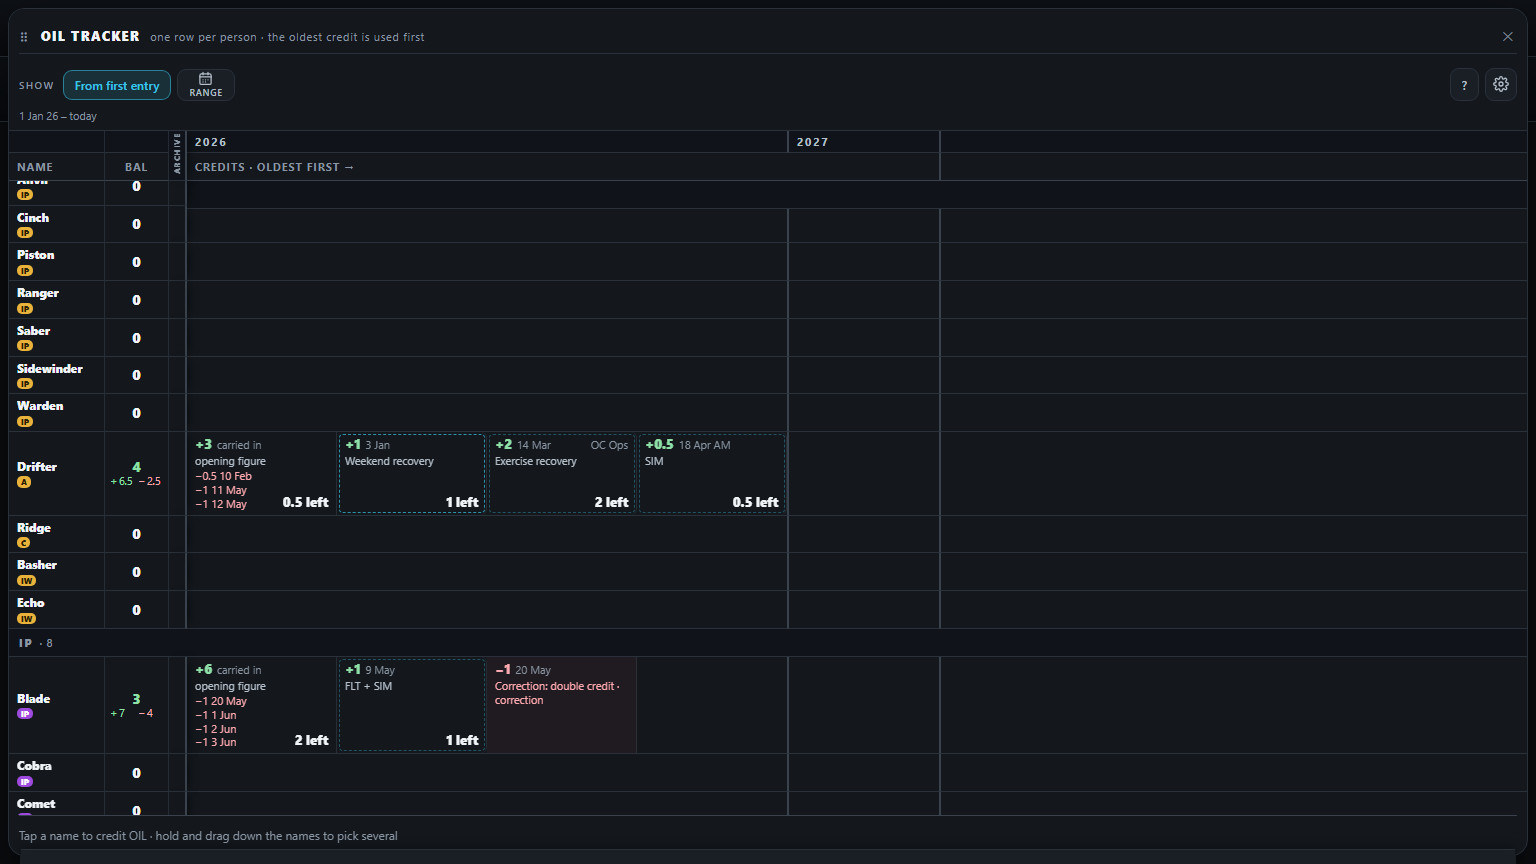 OIL TRACKER one row per person · the oldest credit is used first
SHOW From first entry RANGE ?
1 Jan 26 – today
ARCHIVE
2026 2027
NAME BAL CREDITS · OLDEST FIRST →
0
IP
Cinch 0
IP
Piston 0
IP
Ranger 0
IP
Saber 0
IP
Sidewinder 0
IP
Warden 0
IP
+3 carried in +1 3 Jan +2 14 Mar OC Ops +0.5 18 Apr AM
opening figure Weekend recovery Exercise recovery SIM
Drifter 4
−0.5 10 Feb
A +6.5 −2.5
−1 11 May
−1 12 May 0.5 left 1 left 2 left 0.5 left
Ridge 0
C
Basher 0
IW
Echo 0
IW
IP · 8
+6 carried in +1 9 May −1 20 May
opening figure FLT + SIM Correction: double credit ·
correction
Blade 3
−1 20 May
IP +7 −4
−1 1 Jun
−1 2 Jun
−1 3 Jun 2 left 1 left
Cobra 0
IP
Comet 0
Tap a name to credit OIL · hold and drag down the names to pick several